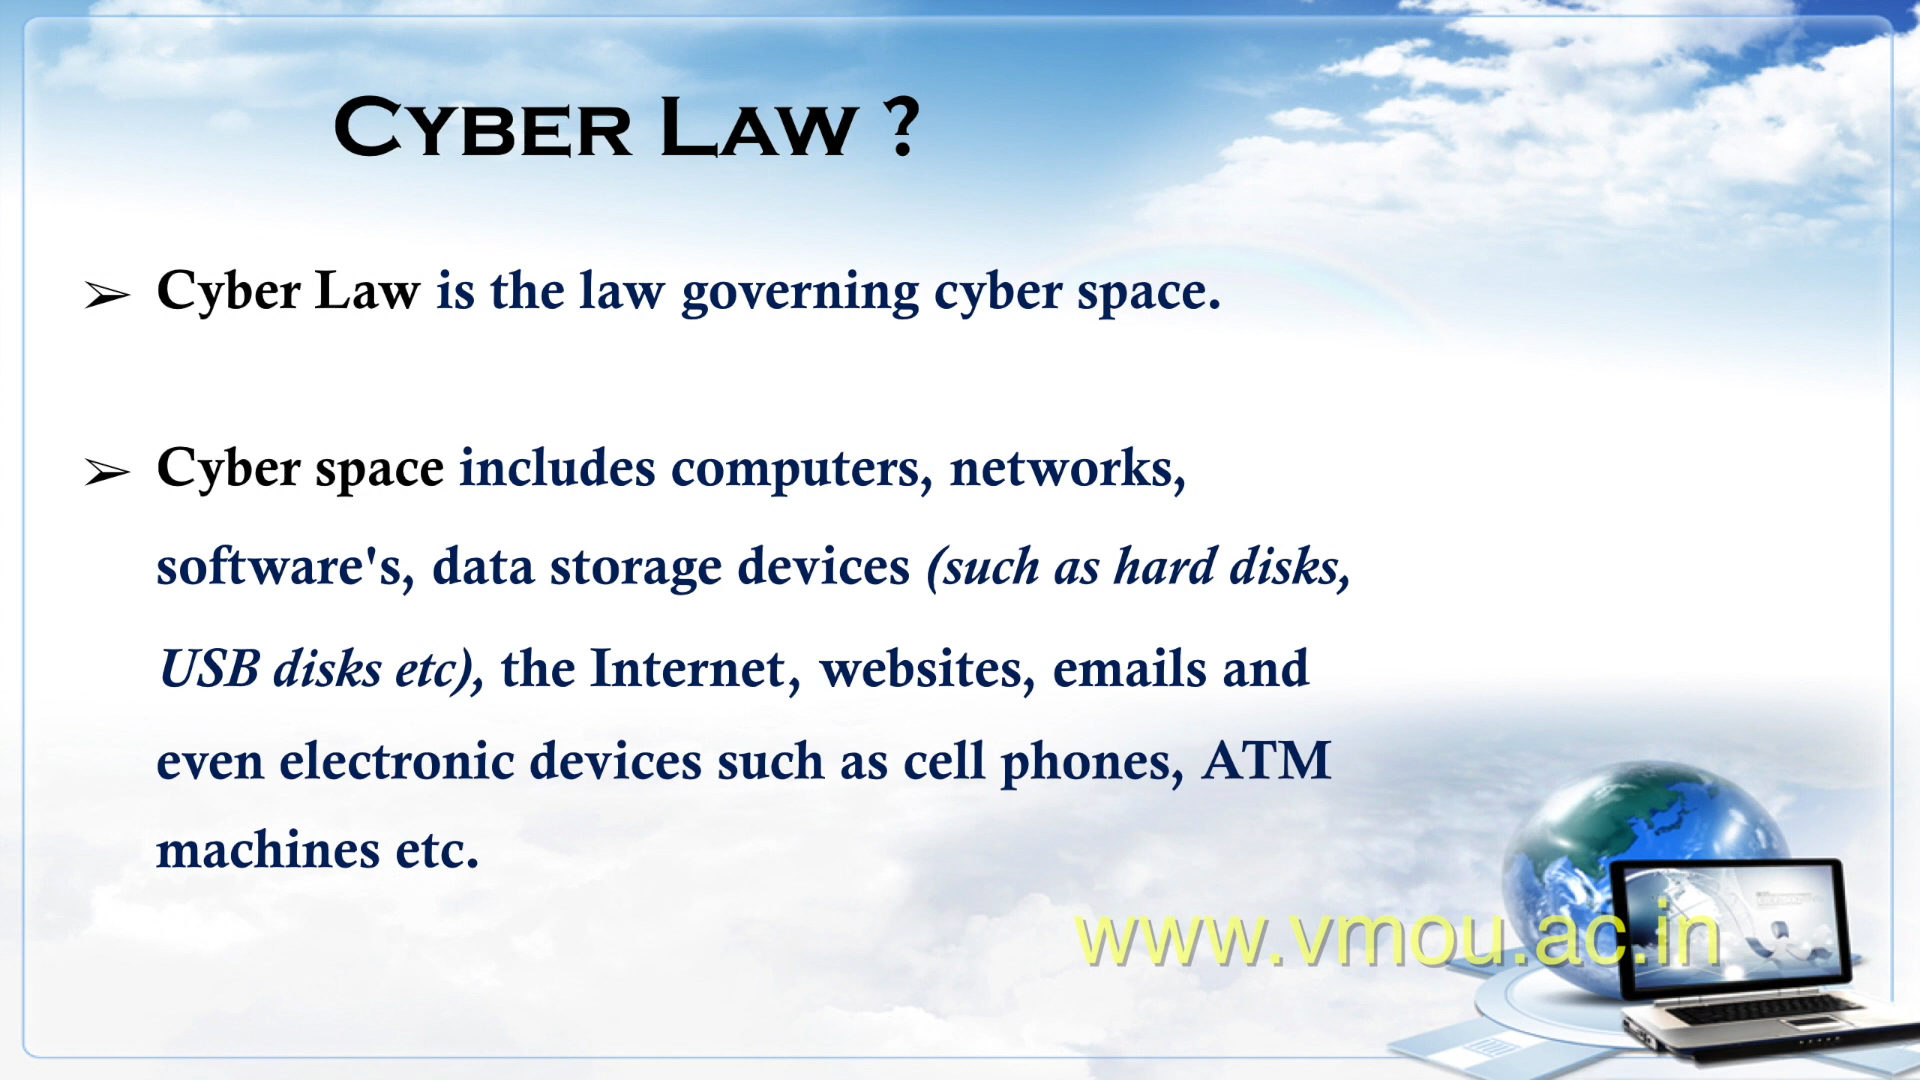 Cyber Law ?
➢ Cyber Law is the law governing cyber space.
➢ Cyber space includes computers, networks,
software's, data storage devices (such as hard disks,
USB disks etc), the Internet, websites, emails and
even electronic devices such as cell phones, ATM
machines etc.
www.vmou.ac.in